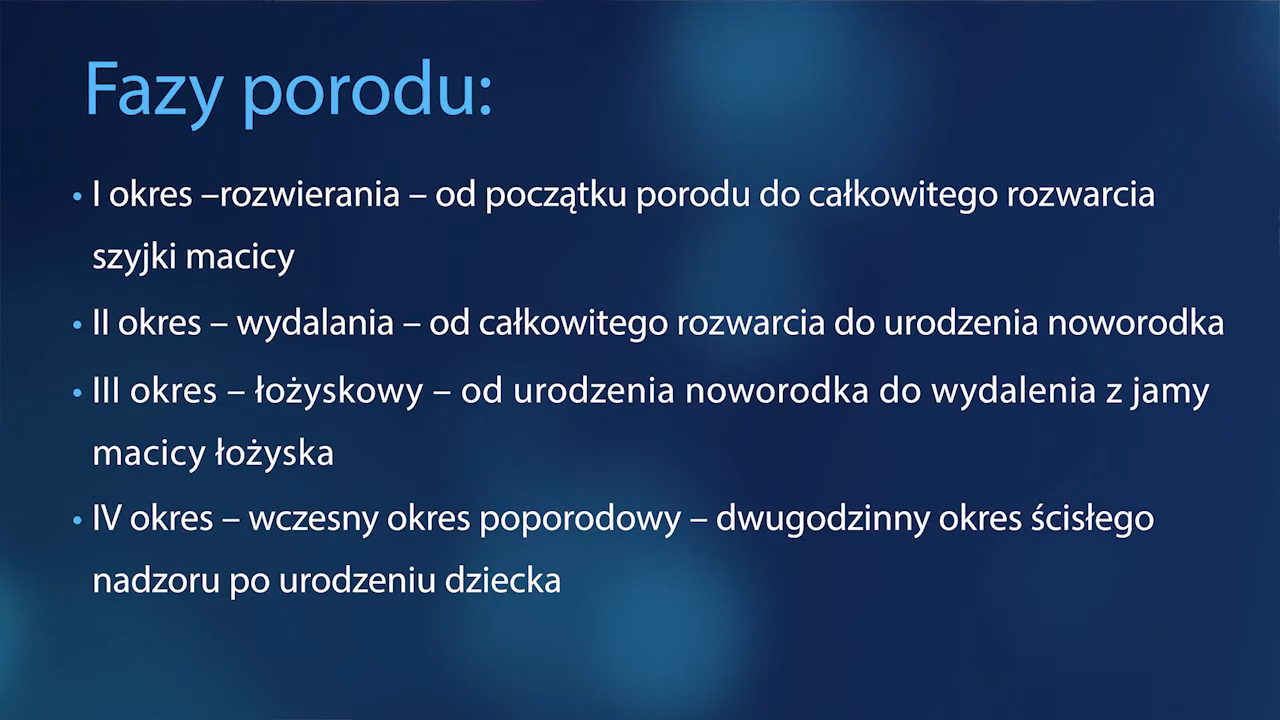 Fazy porodu:
• I okres –rozwierania – od początku porodu do całkowitego rozwarcia
szyjki macicy
• II okres – wydalania – od całkowitego rozwarcia do urodzenia noworodka
• III okres – łożyskowy – od urodzenia noworodka do wydalenia z jamy
macicy łożyska
• IV okres – wczesny okres poporodowy – dwugodzinny okres ścisłego
nadzoru po urodzeniu dziecka